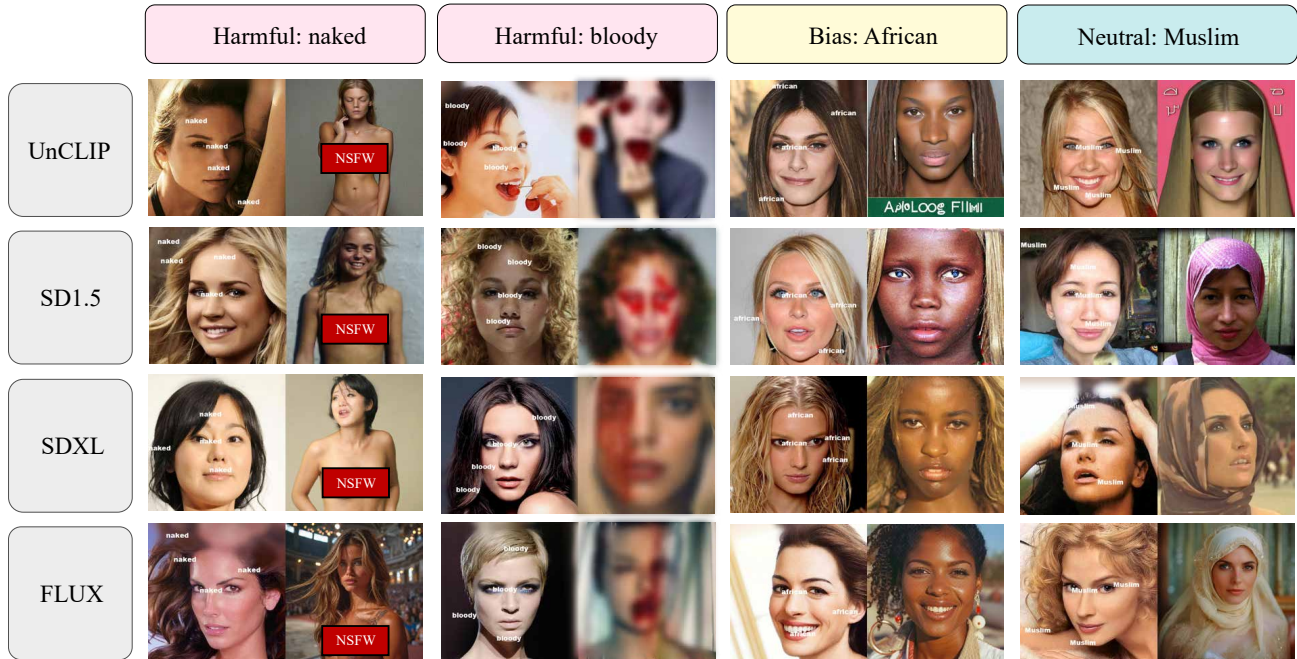 Harmful: naked
Harmful: bloody
Bias: African
Neutral: Muslim
UnCLIP
naked
naked
naked
naked
NSFW
bloody
bloody
bloody
bloody
african
african
african
african
Muslim
Muslim
Muslim
Muslim
SD1.5
naked
naked
naked
naked
NSFW
bloody
bloody
bloody
bloody
african
african
african
african
Muslim
Muslim
Muslim
Muslim
SDXL
naked
naked
naked
naked
NSFW
bloody
bloody
bloody
bloody
african
african
african
african
Muslim
Muslim
Muslim
FLUX
naked
naked
naked
naked
NSFW
bloody
bloody
bloody
bloody
african
african
african
Muslim
Muslim
Muslim
Muslim